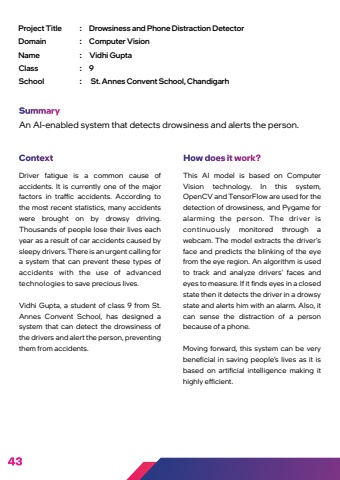 Project Title : Drowsiness and Phone Distraction Detector
Domain : Computer Vision
Name : Vidhi Gupta
Class : 9
School : St. Annes Convent School, Chandigarh
Summary
An AI-enabled system that detects drowsiness and alerts the person.
Context
Driver fatigue is a common cause of
accidents. It is currently one of the major
factors in traffic accidents. According to
the most recent statistics, many accidents
were brought on by drowsy driving.
Thousands of people lose their lives each
year as a result of car accidents caused by
sleepy drivers. There is an urgent calling for
a system that can prevent these types of
accidents with the use of advanced
technologies to save precious lives.
Vidhi Gupta, a student of class 9 from St.
Annes Convent School, has designed a
system that can detect the drowsiness of
the drivers and alert the person, preventing
them from accidents.
How does it work?
This AI model is based on Computer
Vision technology. In this system,
OpenCV and TensorFlow are used for the
detection of drowsiness, and Pygame for
alarming the person. The driver is
continuously monitored through a
webcam. The model extracts the driver's
face and predicts the blinking of the eye
from the eye region. An algorithm is used
to track and analyze drivers' faces and
eyes to measure. If it finds eyes in a closed
state then it detects the driver in a drowsy
state and alerts him with an alarm. Also, it
can sense the distraction of a person
because of a phone.
Moving forward, this system can be very
beneficial in saving people's lives as it is
based on artificial intelligence making it
highly efficient.
43